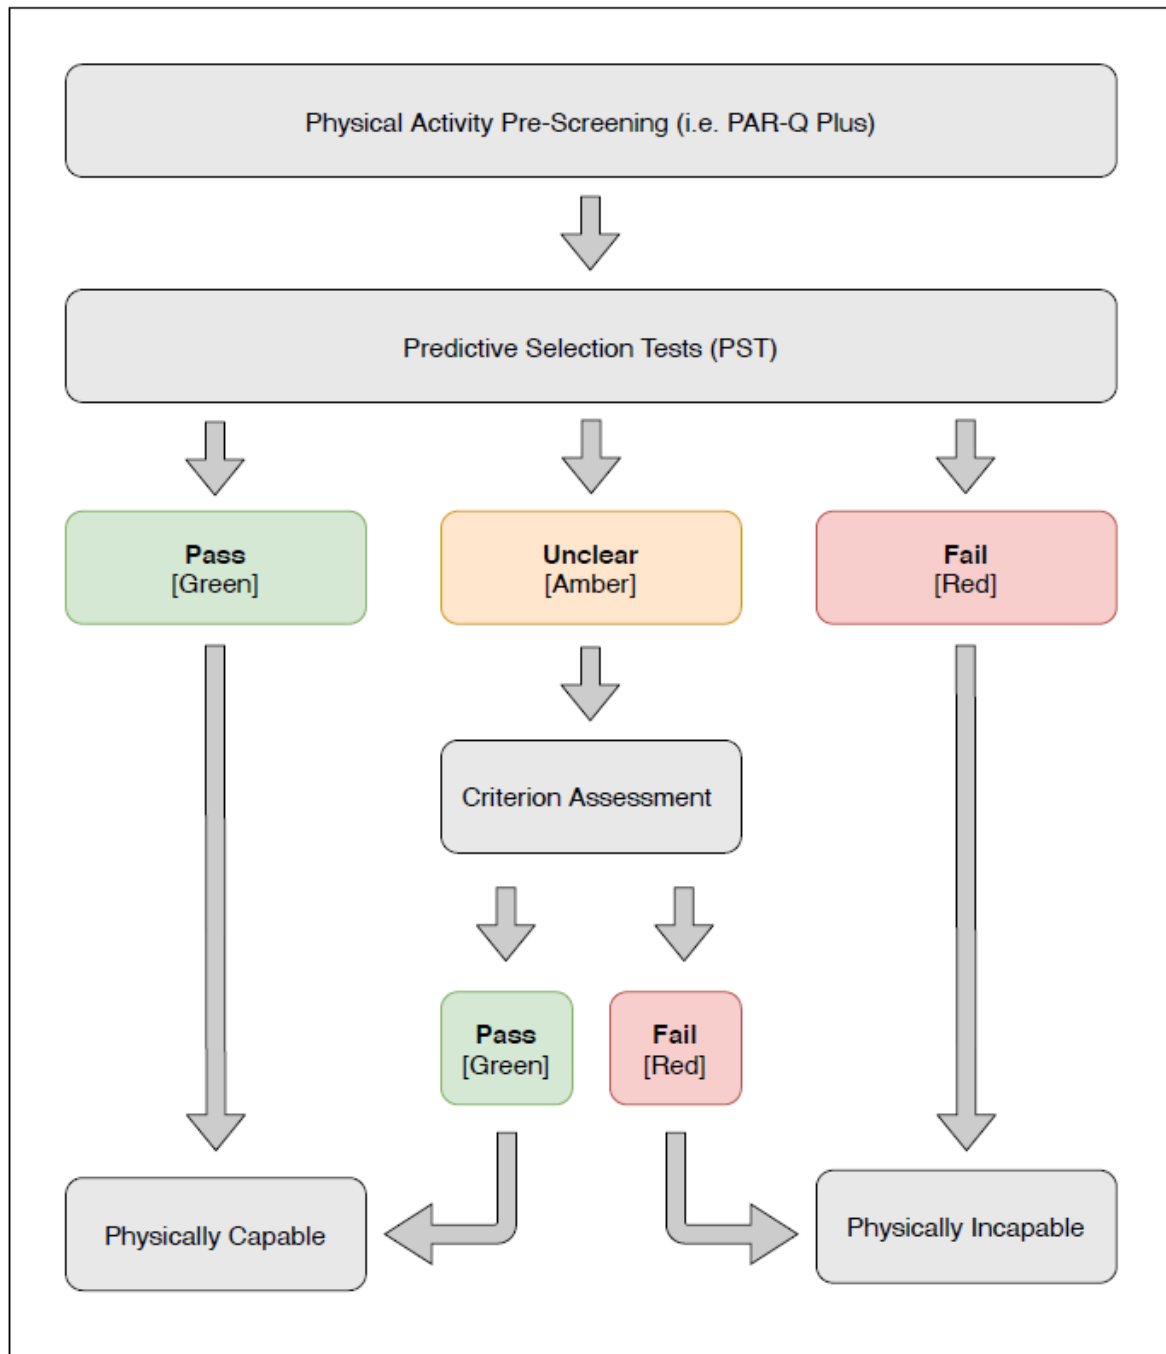 Physical Activity Pre-Screening (i.e. PAR-Q Plus)
Predictive Selection Tests (PST)
Pass
[Green]
Unclear
[Amber]
Fail
[Red]
Criterion Assessment
Pass
[Green]
Fail
[Red]
Physically Capable
Physically Incapable